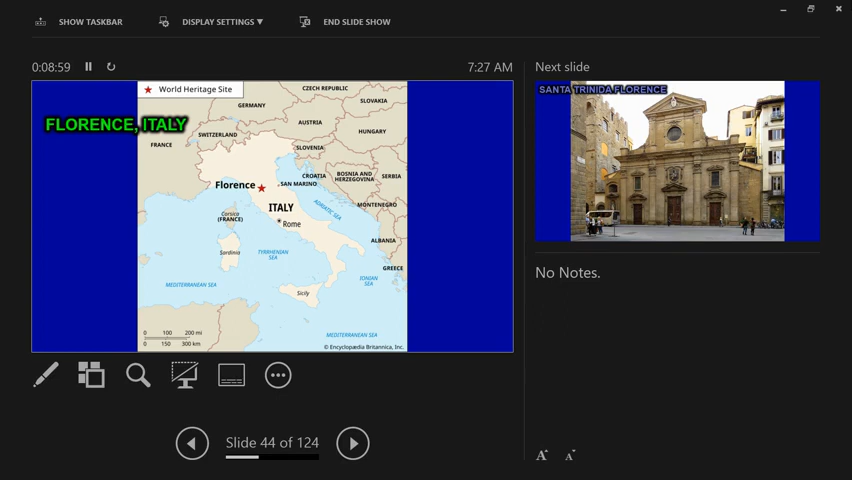 SHOW TASKBAR
DISPLAY SETTINGS ▼
END SLIDE SHOW
0:08:59
7:27 AM
World Heritage Site
FLORENCE, ITALY
CZECH REPUBLIC
GERMANY
SLOVAKIA
AUSTRIA
FRANCE
SWITZERLAND
HUNGARY
SLOVENIA
CROATIA
BOSNIA AND
HERZEGOVINA
SERBIA
Florence
SAN MARINO
MONTENEGRO
ITALY
ADRIATIC SEA
Corsica
(FRANCE)
Rome
ALBANIA
Sardinia
TYRRHENIAN
SEA
GREECE
IONIAN
SEA
MEDITERRANEAN SEA
Sicily
0 100 200 mi
0 150 300 km
MEDITERRANEAN SEA
© Encyclopædia Britannica, Inc.
Slide 44 of 124
Next slide
SANTA TRINIDA FLORENCE
No Notes.
A A